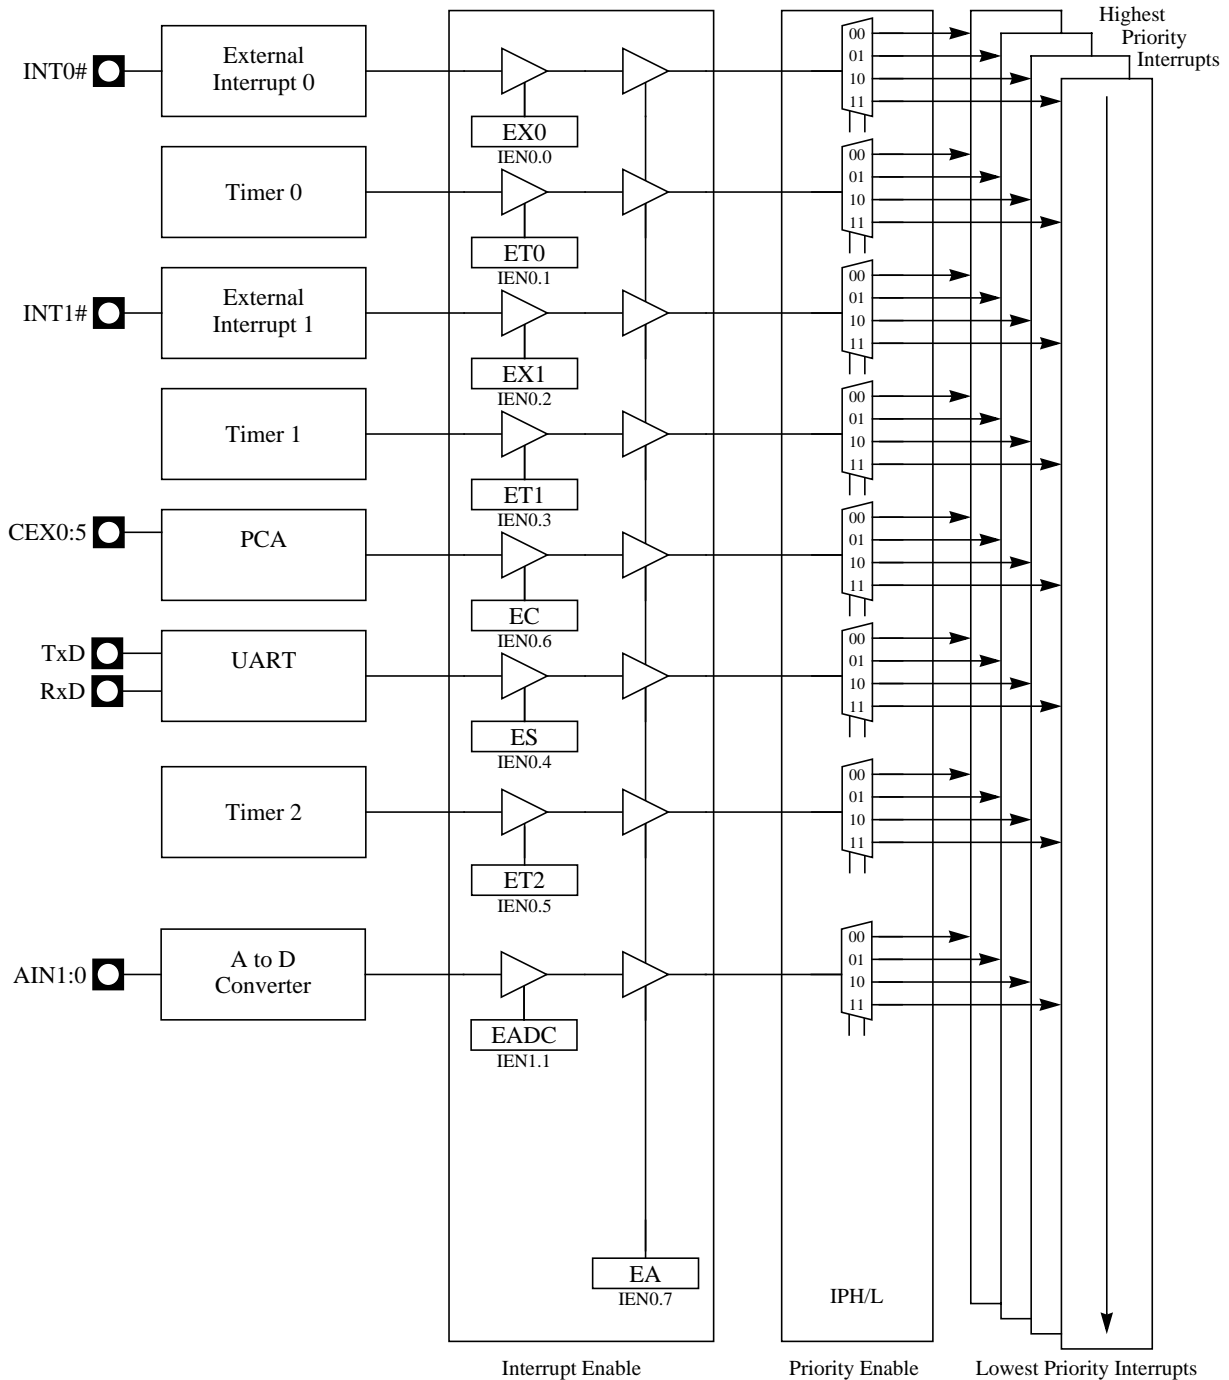 Highest
Priority
Interrupts
INT0#
External
Interrupt 0
EX0
IEN0.0
00
01
10
11
Timer 0
ET0
IEN0.1
00
01
10
11
INT1#
External
Interrupt 1
EX1
IEN0.2
00
01
10
11
Timer 1
ET1
IEN0.3
00
01
10
11
CEX0:5
PCA
EC
IEN0.6
00
01
10
11
TxD
RxD
UART
ES
IEN0.4
00
01
10
11
Timer 2
ET2
IEN0.5
00
01
10
11
AIN1:0
A to D
Converter
EADC
IEN1.1
00
01
10
11
EA
IEN0.7
IPH/L
Interrupt Enable
Priority Enable
Lowest Priority Interrupts